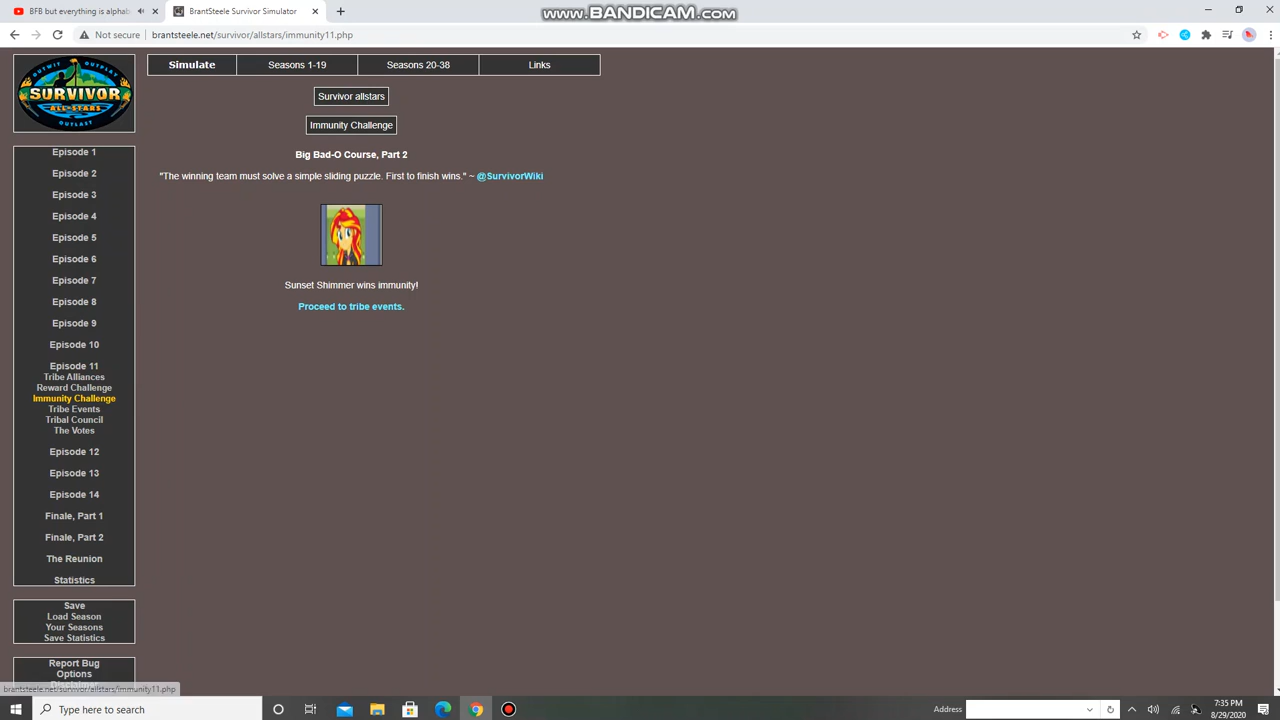 BFB but everything is alphab
BrantSteele Survivor Simulator
www.BANDICAM.com
Not secure
brantsteele.net/survivor/allstars/immunity11.php
OUTWIT OUTPLAY
SURVIVOR
ALL-STARS
OUTLAST
Simulate
Seasons 1-19
Seasons 20-38
Links
Survivor allstars
Immunity Challenge
Big Bad-O Course, Part 2
"The winning team must solve a simple sliding puzzle. First to finish wins." ~ @SurvivorWiki
Sunset Shimmer wins immunity!
Proceed to tribe events.
Episode 1
Episode 2
Episode 3
Episode 4
Episode 5
Episode 6
Episode 7
Episode 8
Episode 9
Episode 10
Episode 11
Tribe Alliances
Reward Challenge
Immunity Challenge
Tribe Events
Tribal Council
The Votes
Episode 12
Episode 13
Episode 14
Finale, Part 1
Finale, Part 2
The Reunion
Statistics
Save
Load Season
Your Seasons
Save Statistics
Report Bug
Options
brantsteele.net/survivor/allstars/immunity11.php
Type here to search
Address
7:35 PM
8/29/2020